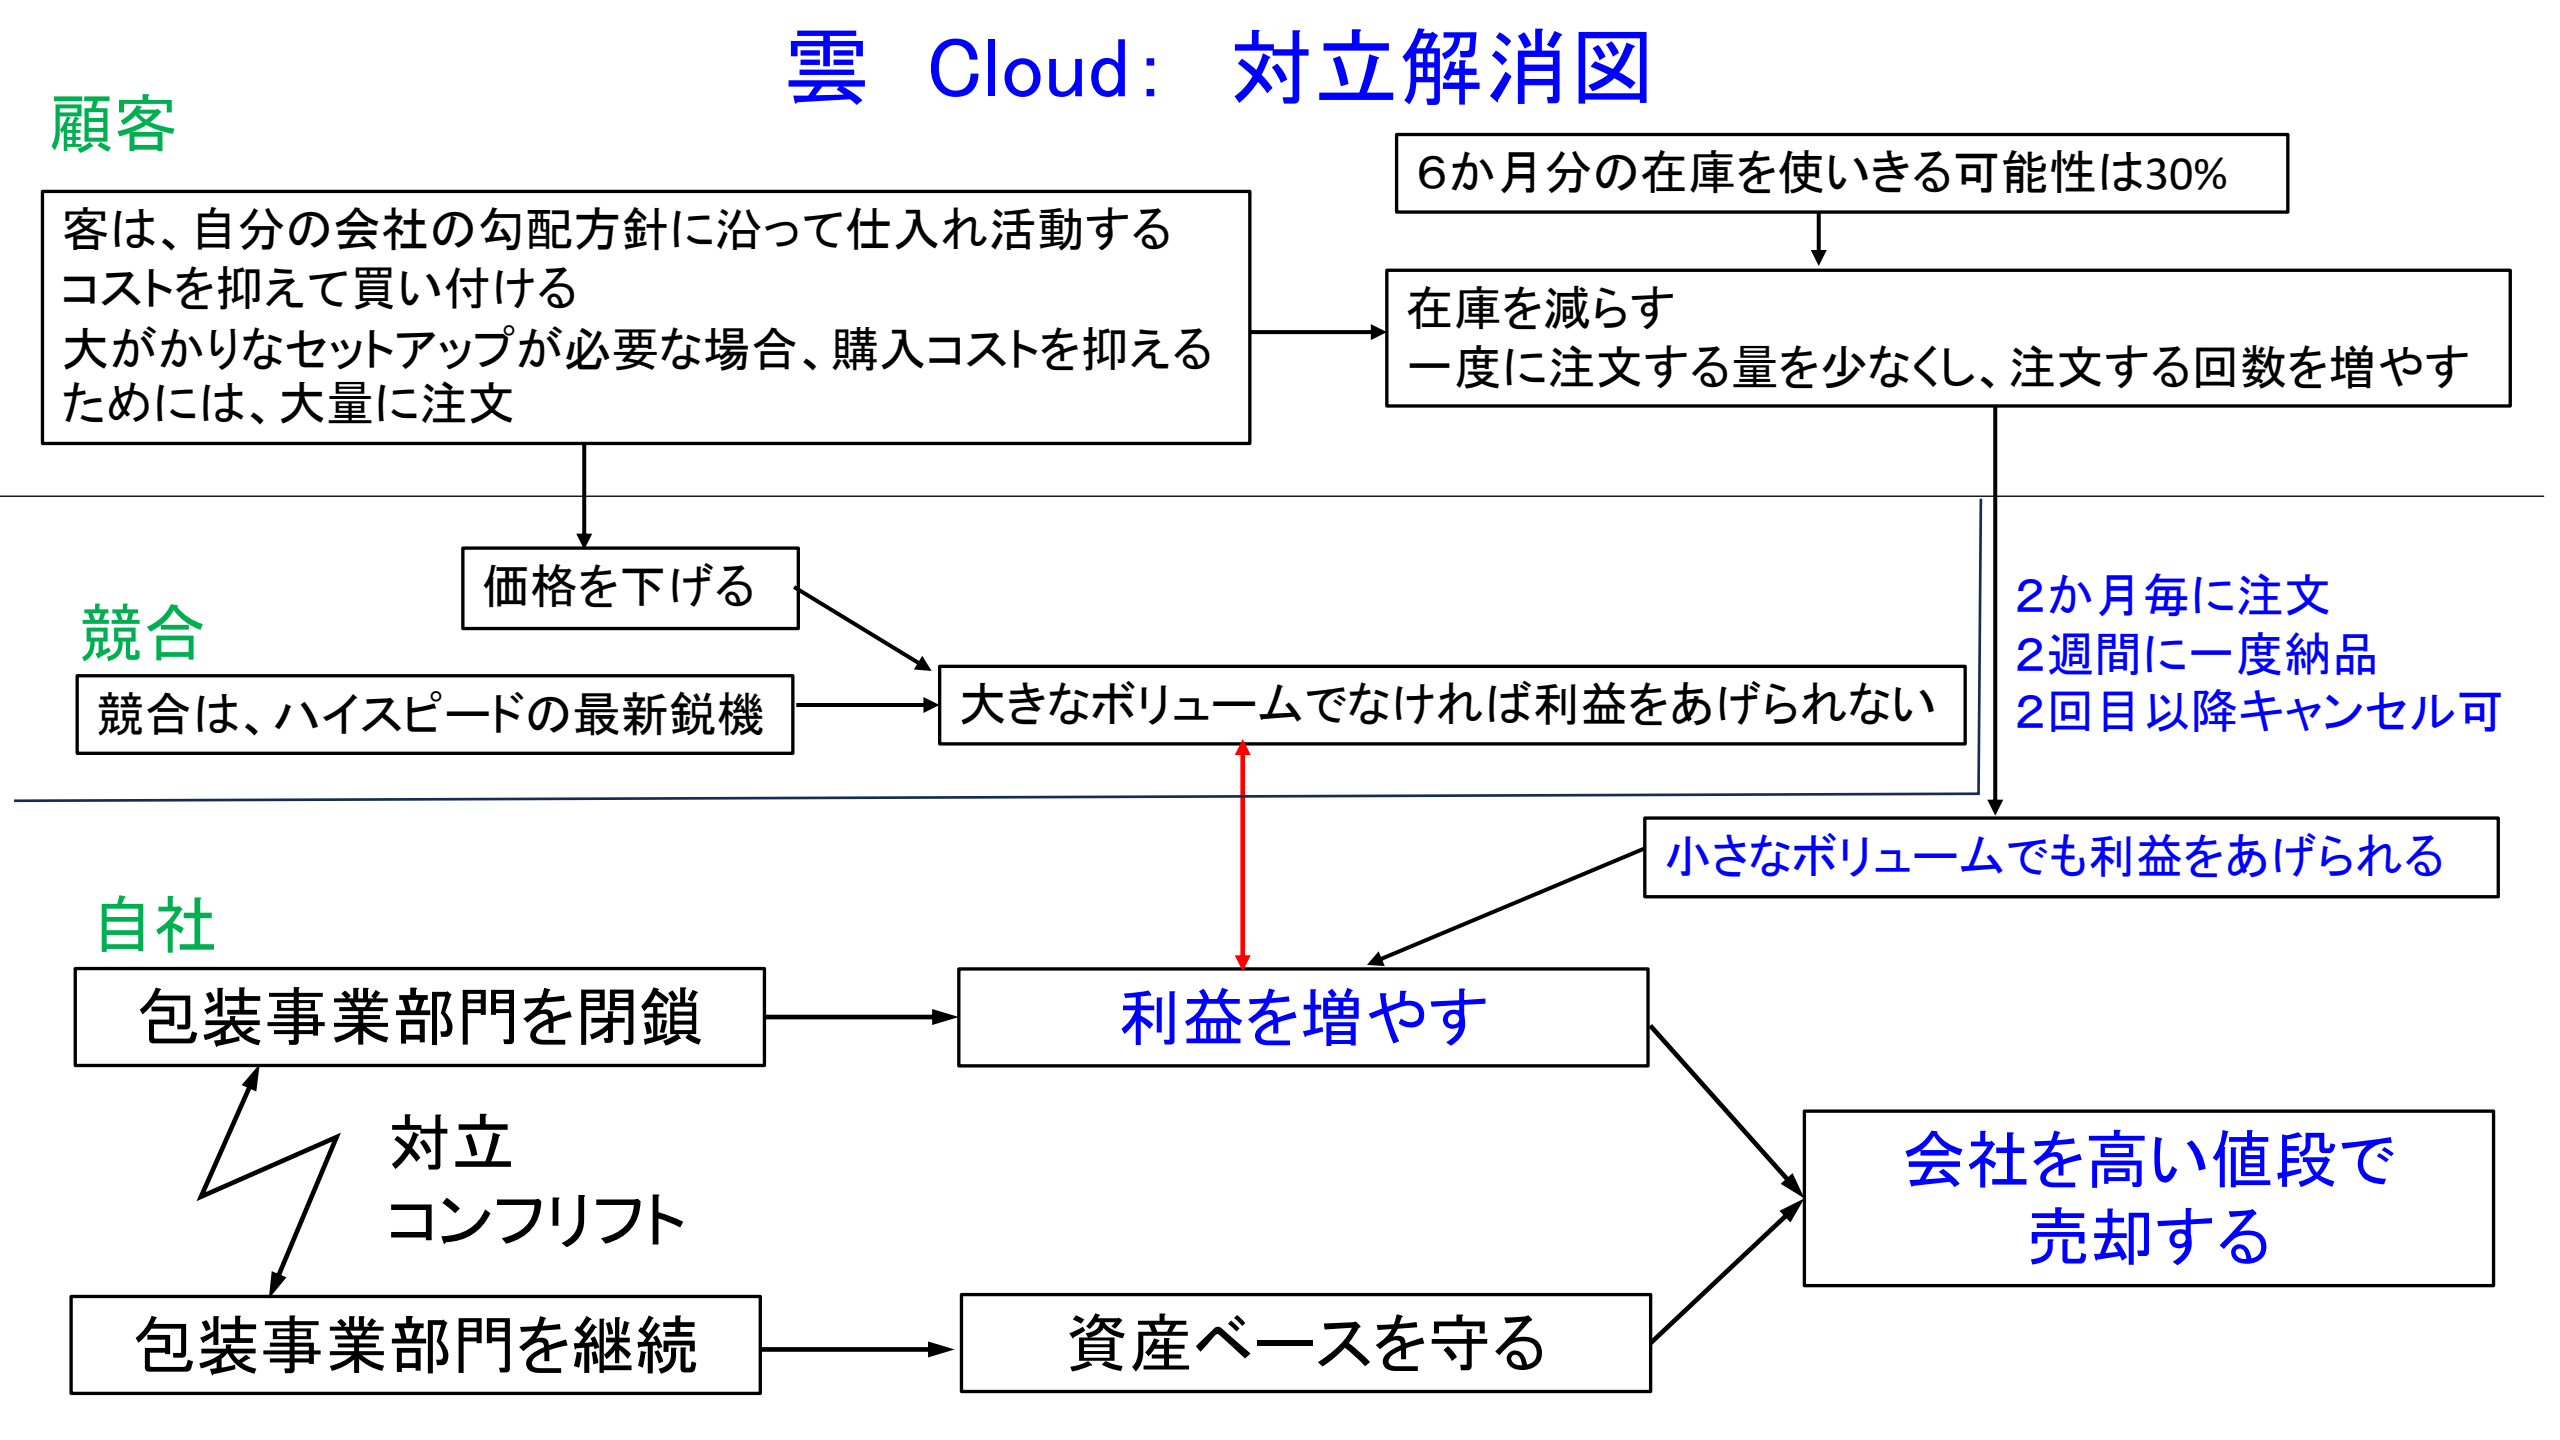 雲　Cloud：　対立解消図
顧客
６か月分の在庫を使いきる可能性は30%
客は、自分の会社の勾配方針に沿って仕入れ活動する
コストを抑えて買い付ける
大がかりなセットアップが必要な場合、購入コストを抑える
ためには、大量に注文
在庫を減らす
一度に注文する量を少なくし、注文する回数を増やす
価格を下げる
２か月毎に注文
２週間に一度納品
２回目以降キャンセル可
競合
競合は、ハイスピードの最新鋭機
大きなボリュームでなければ利益をあげられない
小さなボリュームでも利益をあげられる
自社
包装事業部門を閉鎖
利益を増やす
対立
コンフリフト
会社を高い値段で
売却する
包装事業部門を継続
資産ベースを守る